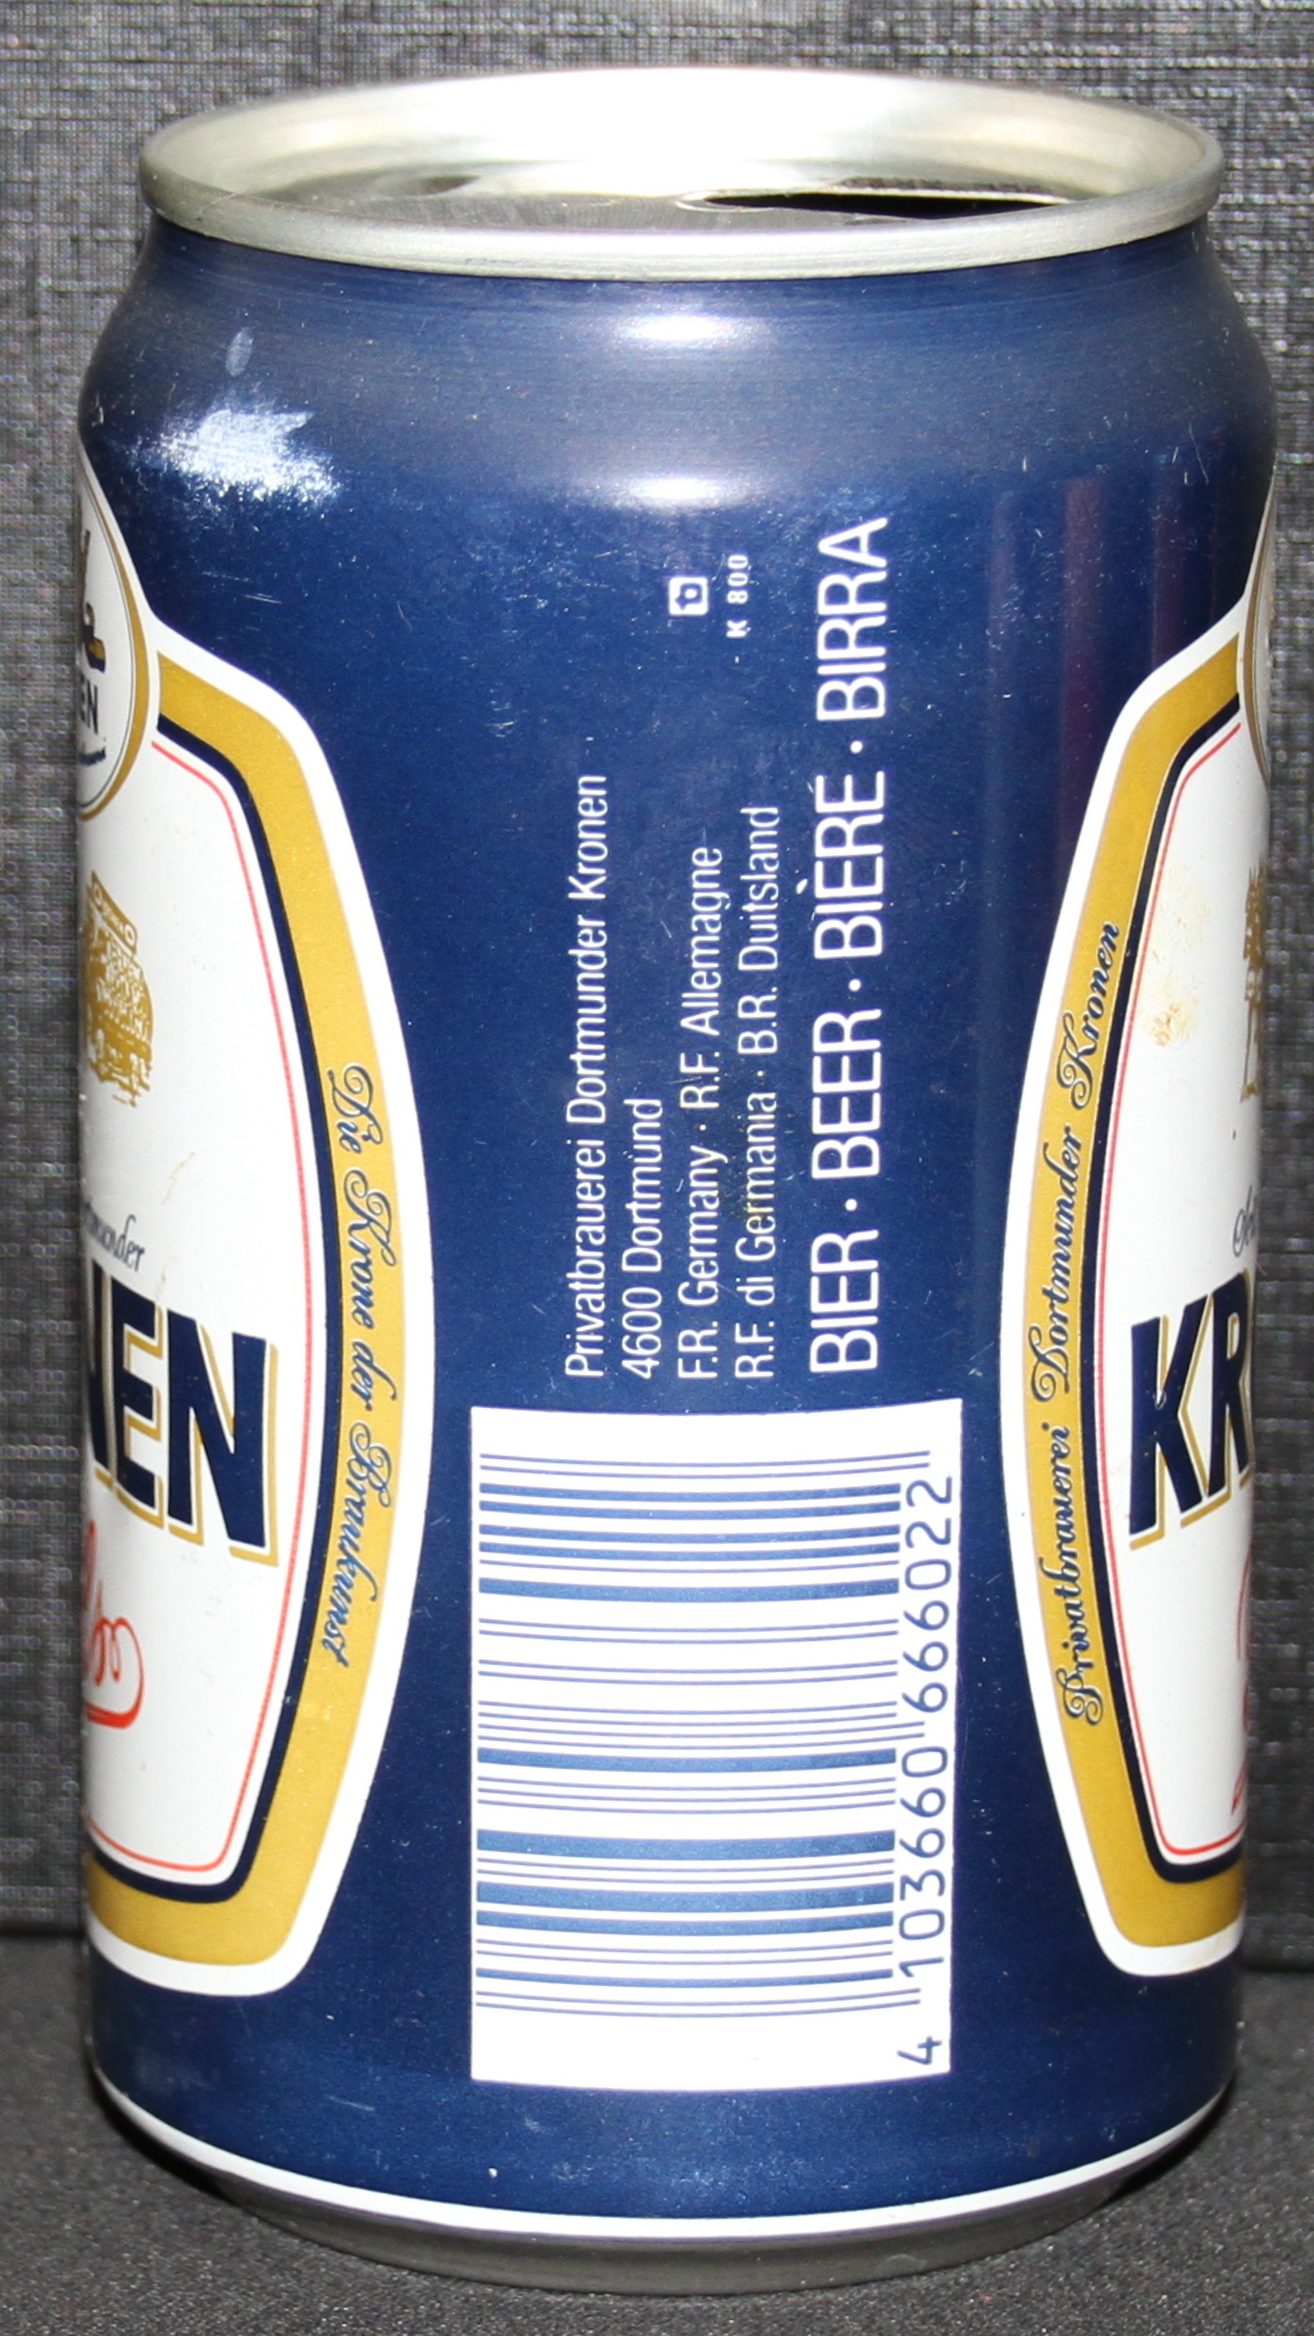 Privatbrauerei Dortmunder Kronen
4600 Dortmund
F.R. Germany · R.F. Allemagne
R.F. di Germania · B.R. Duitsland
BIER · BEER · BIÈRE · BIRRA
K 800
4 103660 666022
Die Krone der Braukunst
Privatbrauerei Dortmunder Kronen